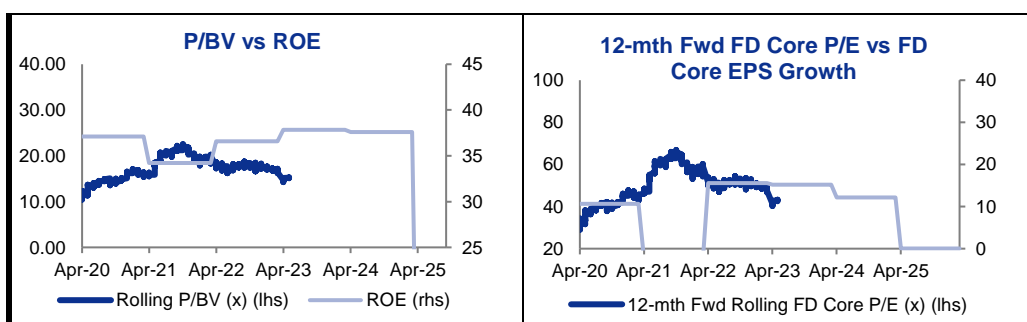 P/BV vs ROE
40.00
30.00
20.00
10.00
0.00
45
40
35
30
25
Apr-20 Apr-21 Apr-22 Apr-23 Apr-24 Apr-25
Rolling P/BV (x) (lhs) ROE (rhs)
12-mth Fwd FD Core P/E vs FD
Core EPS Growth
100
80
60
40
20
40
30
20
10
0
Apr-20 Apr-21 Apr-22 Apr-23 Apr-24 Apr-25
12-mth Fwd Rolling FD Core P/E (x) (lhs)